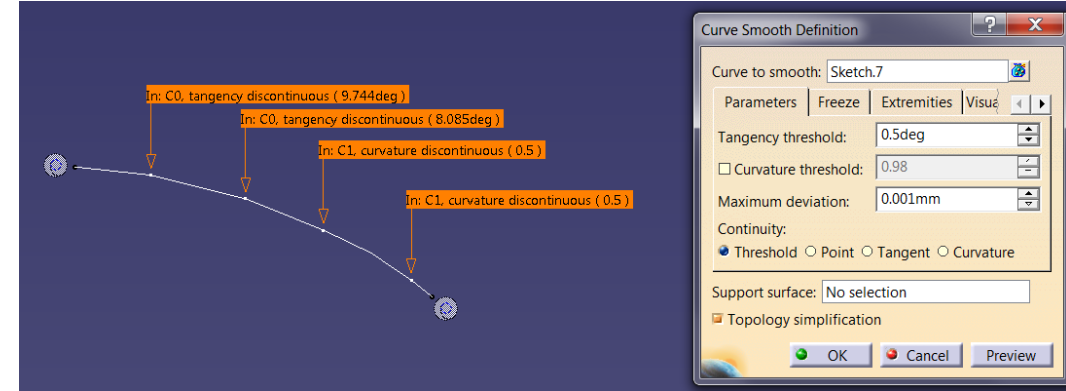 In: C0, tangency discontinuous ( 9.744deg )
In: C0, tangency discontinuous ( 8.085deg )
In: C1, curvature discontinuous ( 0.5 )
In: C1, curvature discontinuous ( 0.5 )
Curve Smooth Definition
Curve to smooth: Sketch.7
Parameters Freeze Extremities
Tangency threshold: 0.5deg
Curvature threshold: 0.98
Maximum deviation: 0.001mm
Continuity:
Threshold Point Tangent Curvature
Support surface: No selection
Topology simplification
OK Cancel Preview